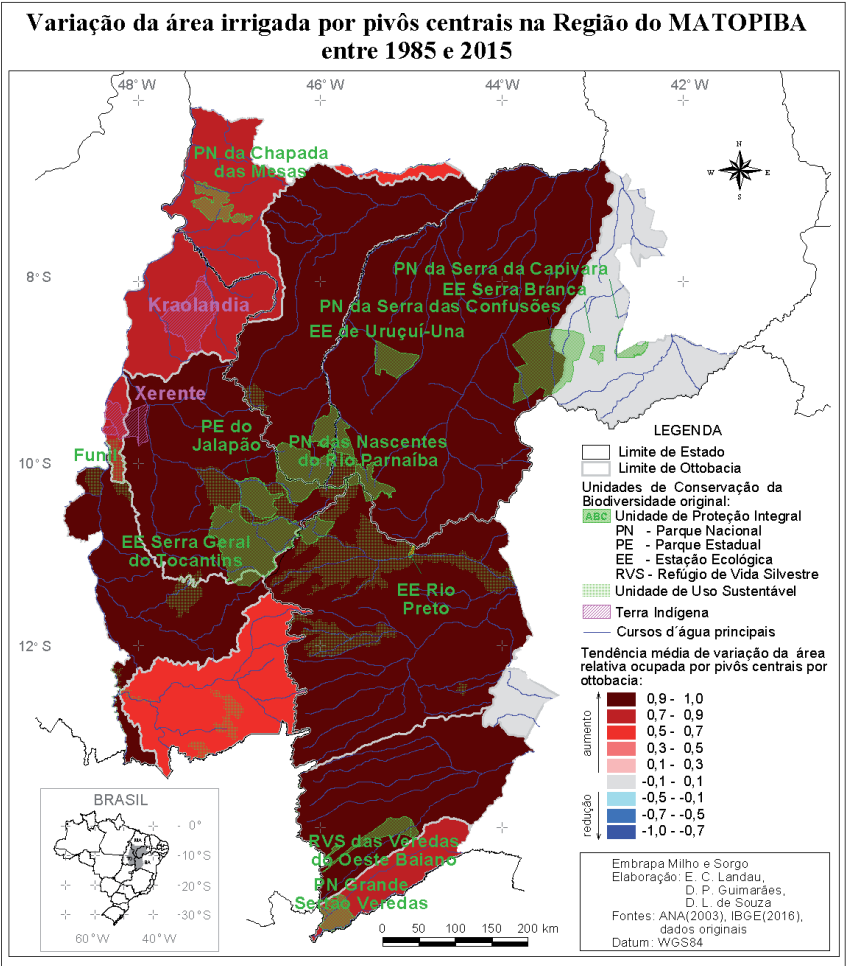 Variação da área irrigada por pivôs centrais na Região do MATOPIBA
entre 1985 e 2015
48° W
46° W
44° W
42° W
N
W
E
S
8° S
10° S
12° S
PN da Chapada
das Mesas
PN da Serra da Capivara
EE Serra Branca
PN da Serra das Confusões
EE de Uruçuí-Una
Kraolandia
Xerente
PE do
Jalapão
PN das Nascentes
do Rio Parnaíba
Funil
EE Serra Geral
do Tocantins
EE Rio
Preto
RVS das Veredas
do Oeste Baiano
PN Grande
Sertão Veredas
LEGENDA
Limite de Estado
Limite de Ottobacia
Unidades de Conservação da
Biodiversidade original:
ABC Unidade de Proteção Integral
PN - Parque Nacional
PE - Parque Estadual
EE - Estação Ecológica
RVS - Refúgio de Vida Silvestre
Unidade de Uso Sustentável
Terra Indígena
Cursos d´água principais
Tendência média de variação da área
relativa ocupada por pivôs centrais por
ottobacia:
aumento
0,9 - 1,0
0,7 - 0,9
0,5 - 0,7
0,3 - 0,5
0,1 - 0,3
-0,1 - 0,1
redução
-0,5 - -0,1
-0,7 - -0,5
-1,0 - -0,7
BRASIL
MA
BA
- 0°
-10°S
-20°S
-30°S
60°W
40°W
0 50 100 150 200 km
Embrapa Milho e Sorgo
Elaboração: E. C. Landau,
D. P. Guimarães,
D. L. de Souza
Fontes: ANA(2003), IBGE(2016),
dados originais
Datum: WGS84